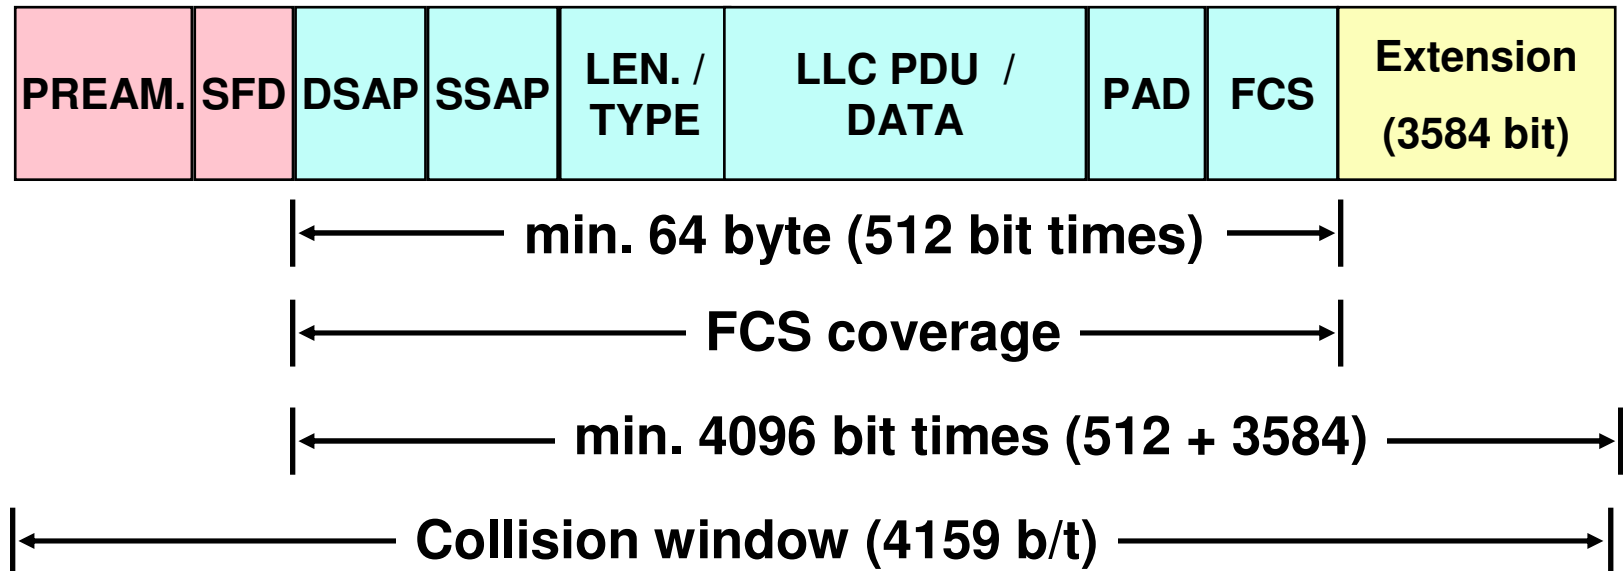 PREAM.
SFD
DSAP
SSAP
LEN. /
TYPE
LLC PDU /
DATA
PAD
FCS
Extension
(3584 bit)
min. 64 byte (512 bit times)
FCS coverage
min. 4096 bit times (512 + 3584)
Collision window (4159 b/t)